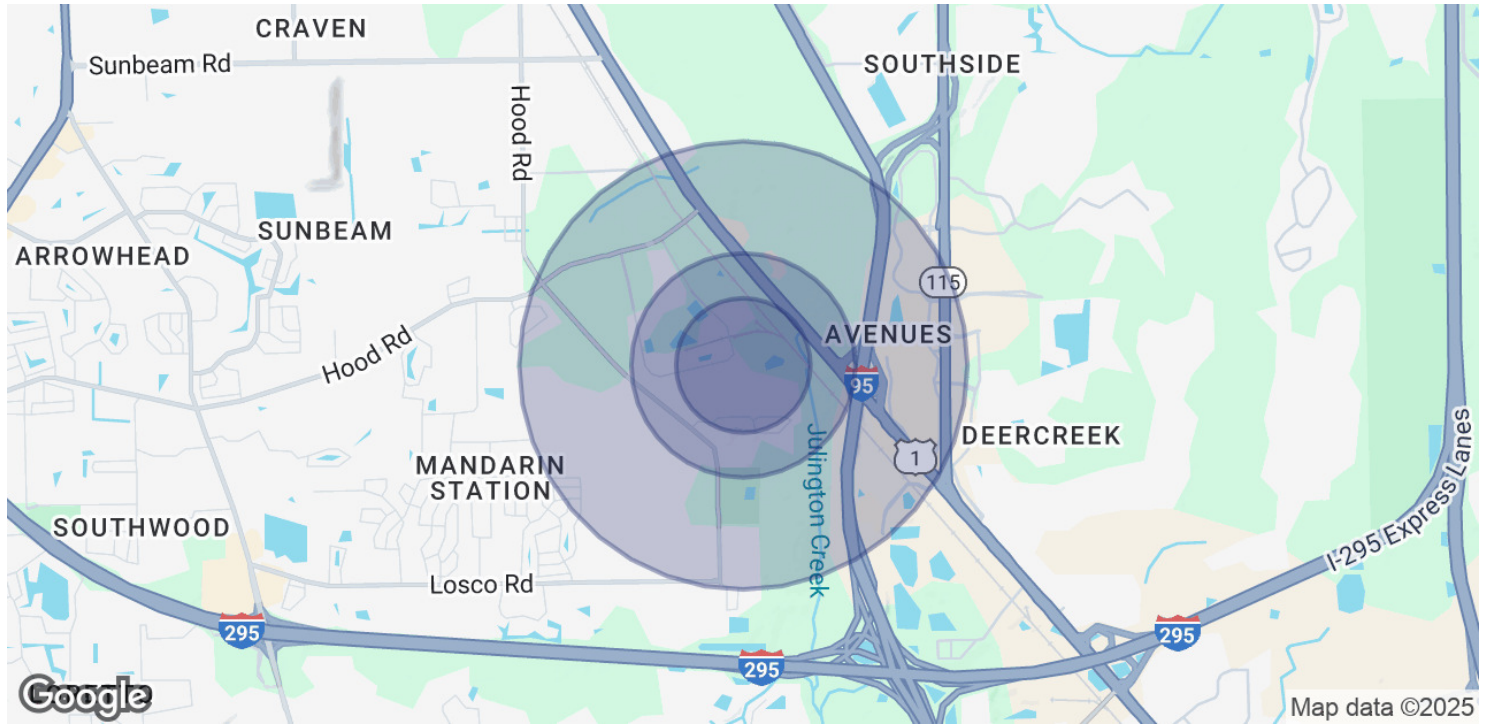 CRAVEN
Sunbeam Rd
SOUTHSIDE
Hood Rd
SUNBEAM
ARROWHEAD
115
AVENUES
Hood Rd
95
DEERCREEK
1
MANDARIN
STATION
Julington Creek
I-295 Express Lanes
SOUTHWOOD
Losco Rd
295
295
295
Google
Map data ©2025